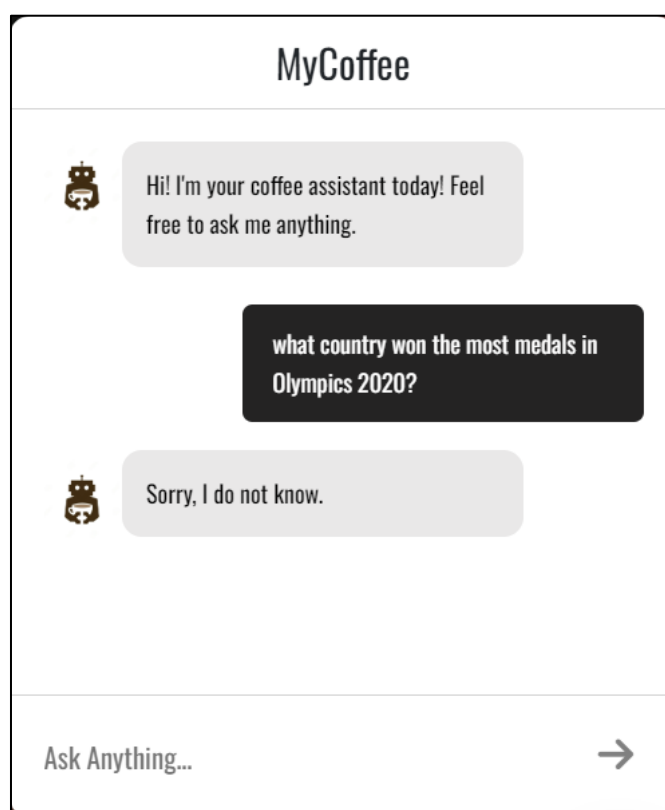 MyCoffee
Hi! I'm your coffee assistant today! Feel
free to ask me anything.
what country won the most medals in
Olympics 2020?
Sorry, I do not know.
Ask Anything...